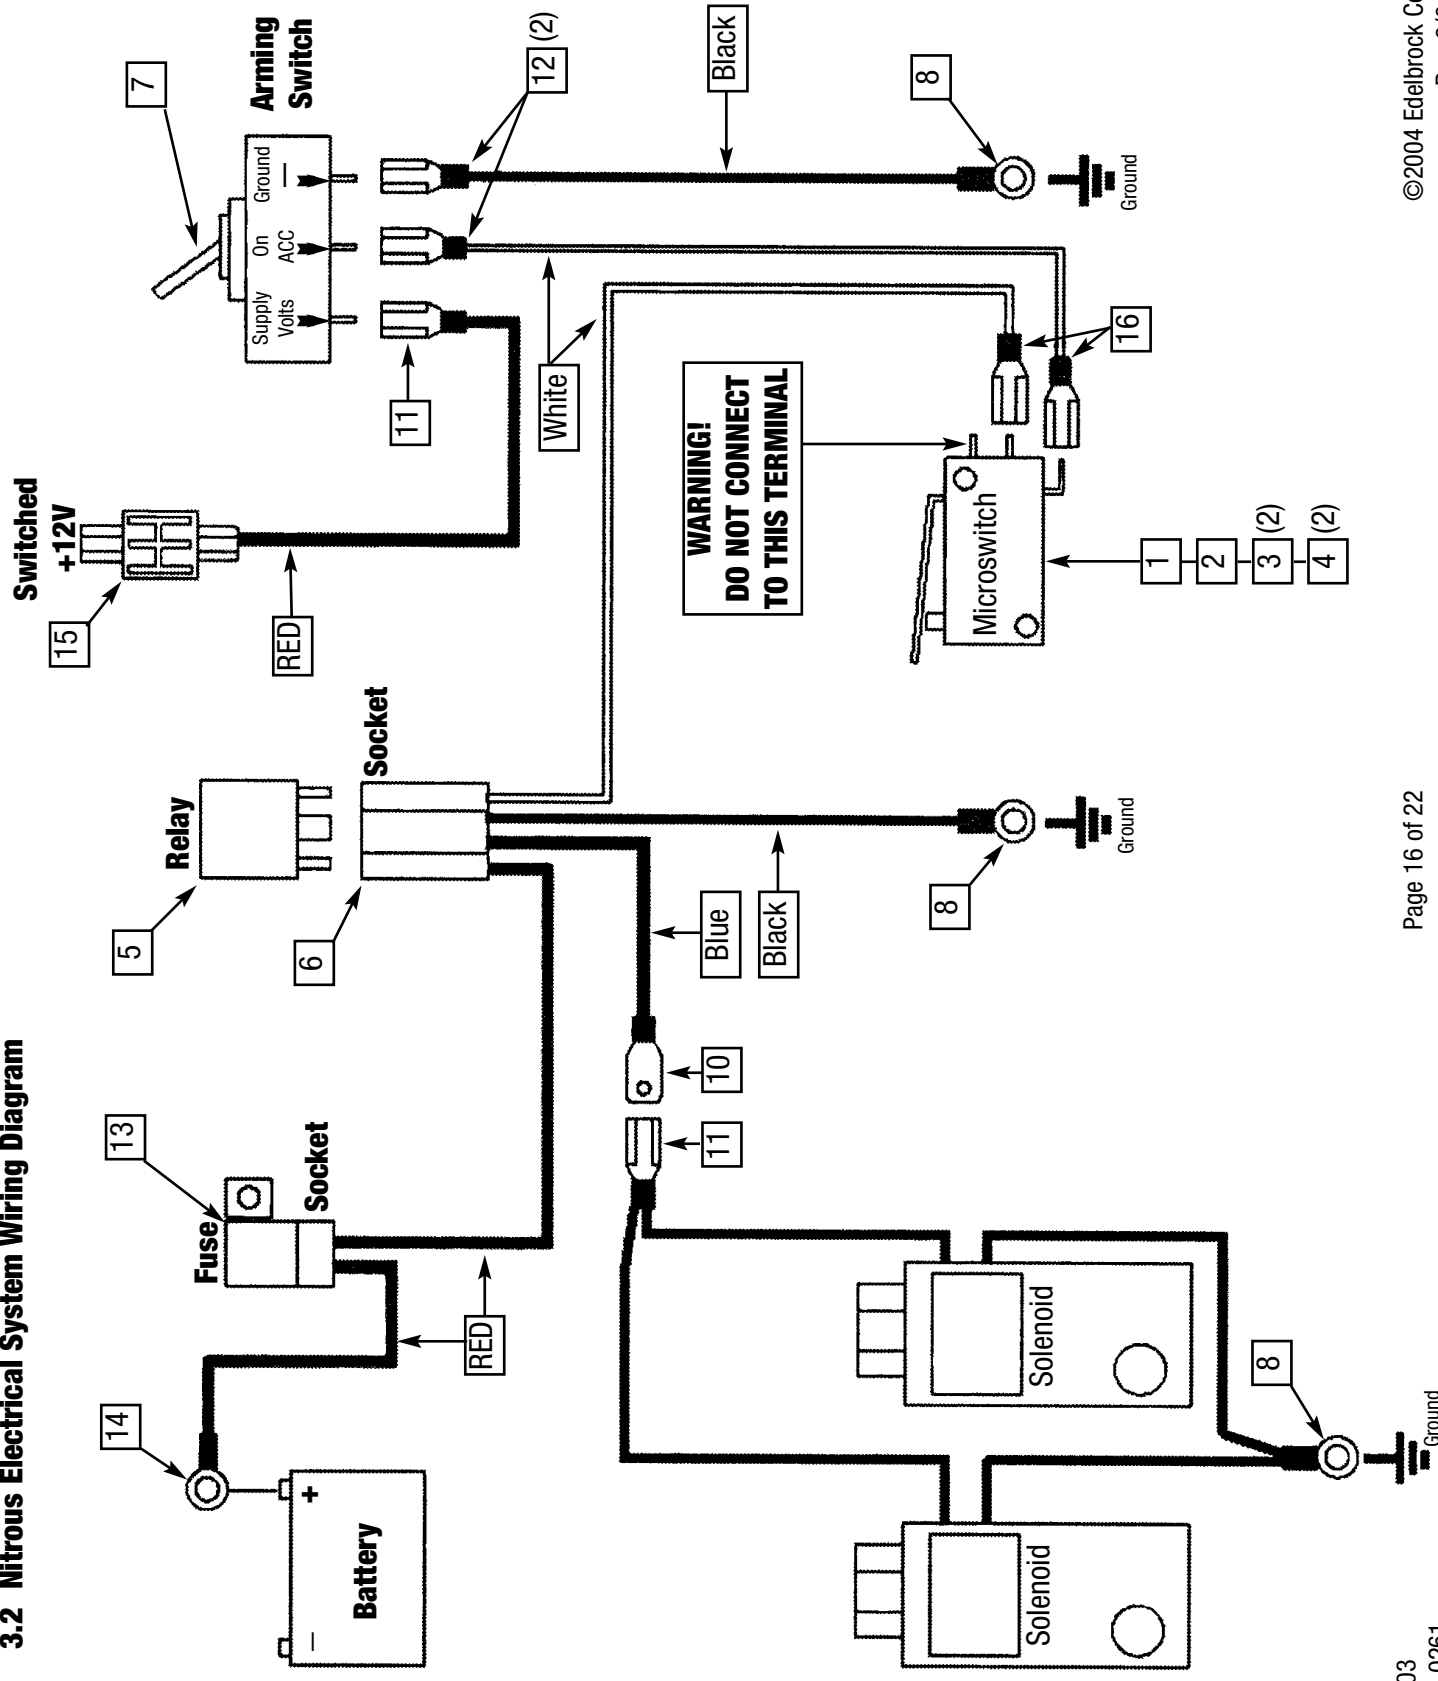 3.2 Nitrous Electrical System Wiring Diagram
14
13
Fuse
Socket
RED
Battery
–
+
5
Relay
6
Socket
Blue
Black
8
Ground
10
11
Solenoid
Solenoid
8
Ground
Switched
+12V
15
RED
7
Arming
Switch
Supply
Volts
On
ACC
Ground
—
11
12 (2)
White
Black
8
Ground
WARNING!
DO NOT CONNECT
TO THIS TERMINAL
16
Microswitch
1
2
3 (2)
4 (2)
03
0261
Page 16 of 22
©2004 Edelbrock